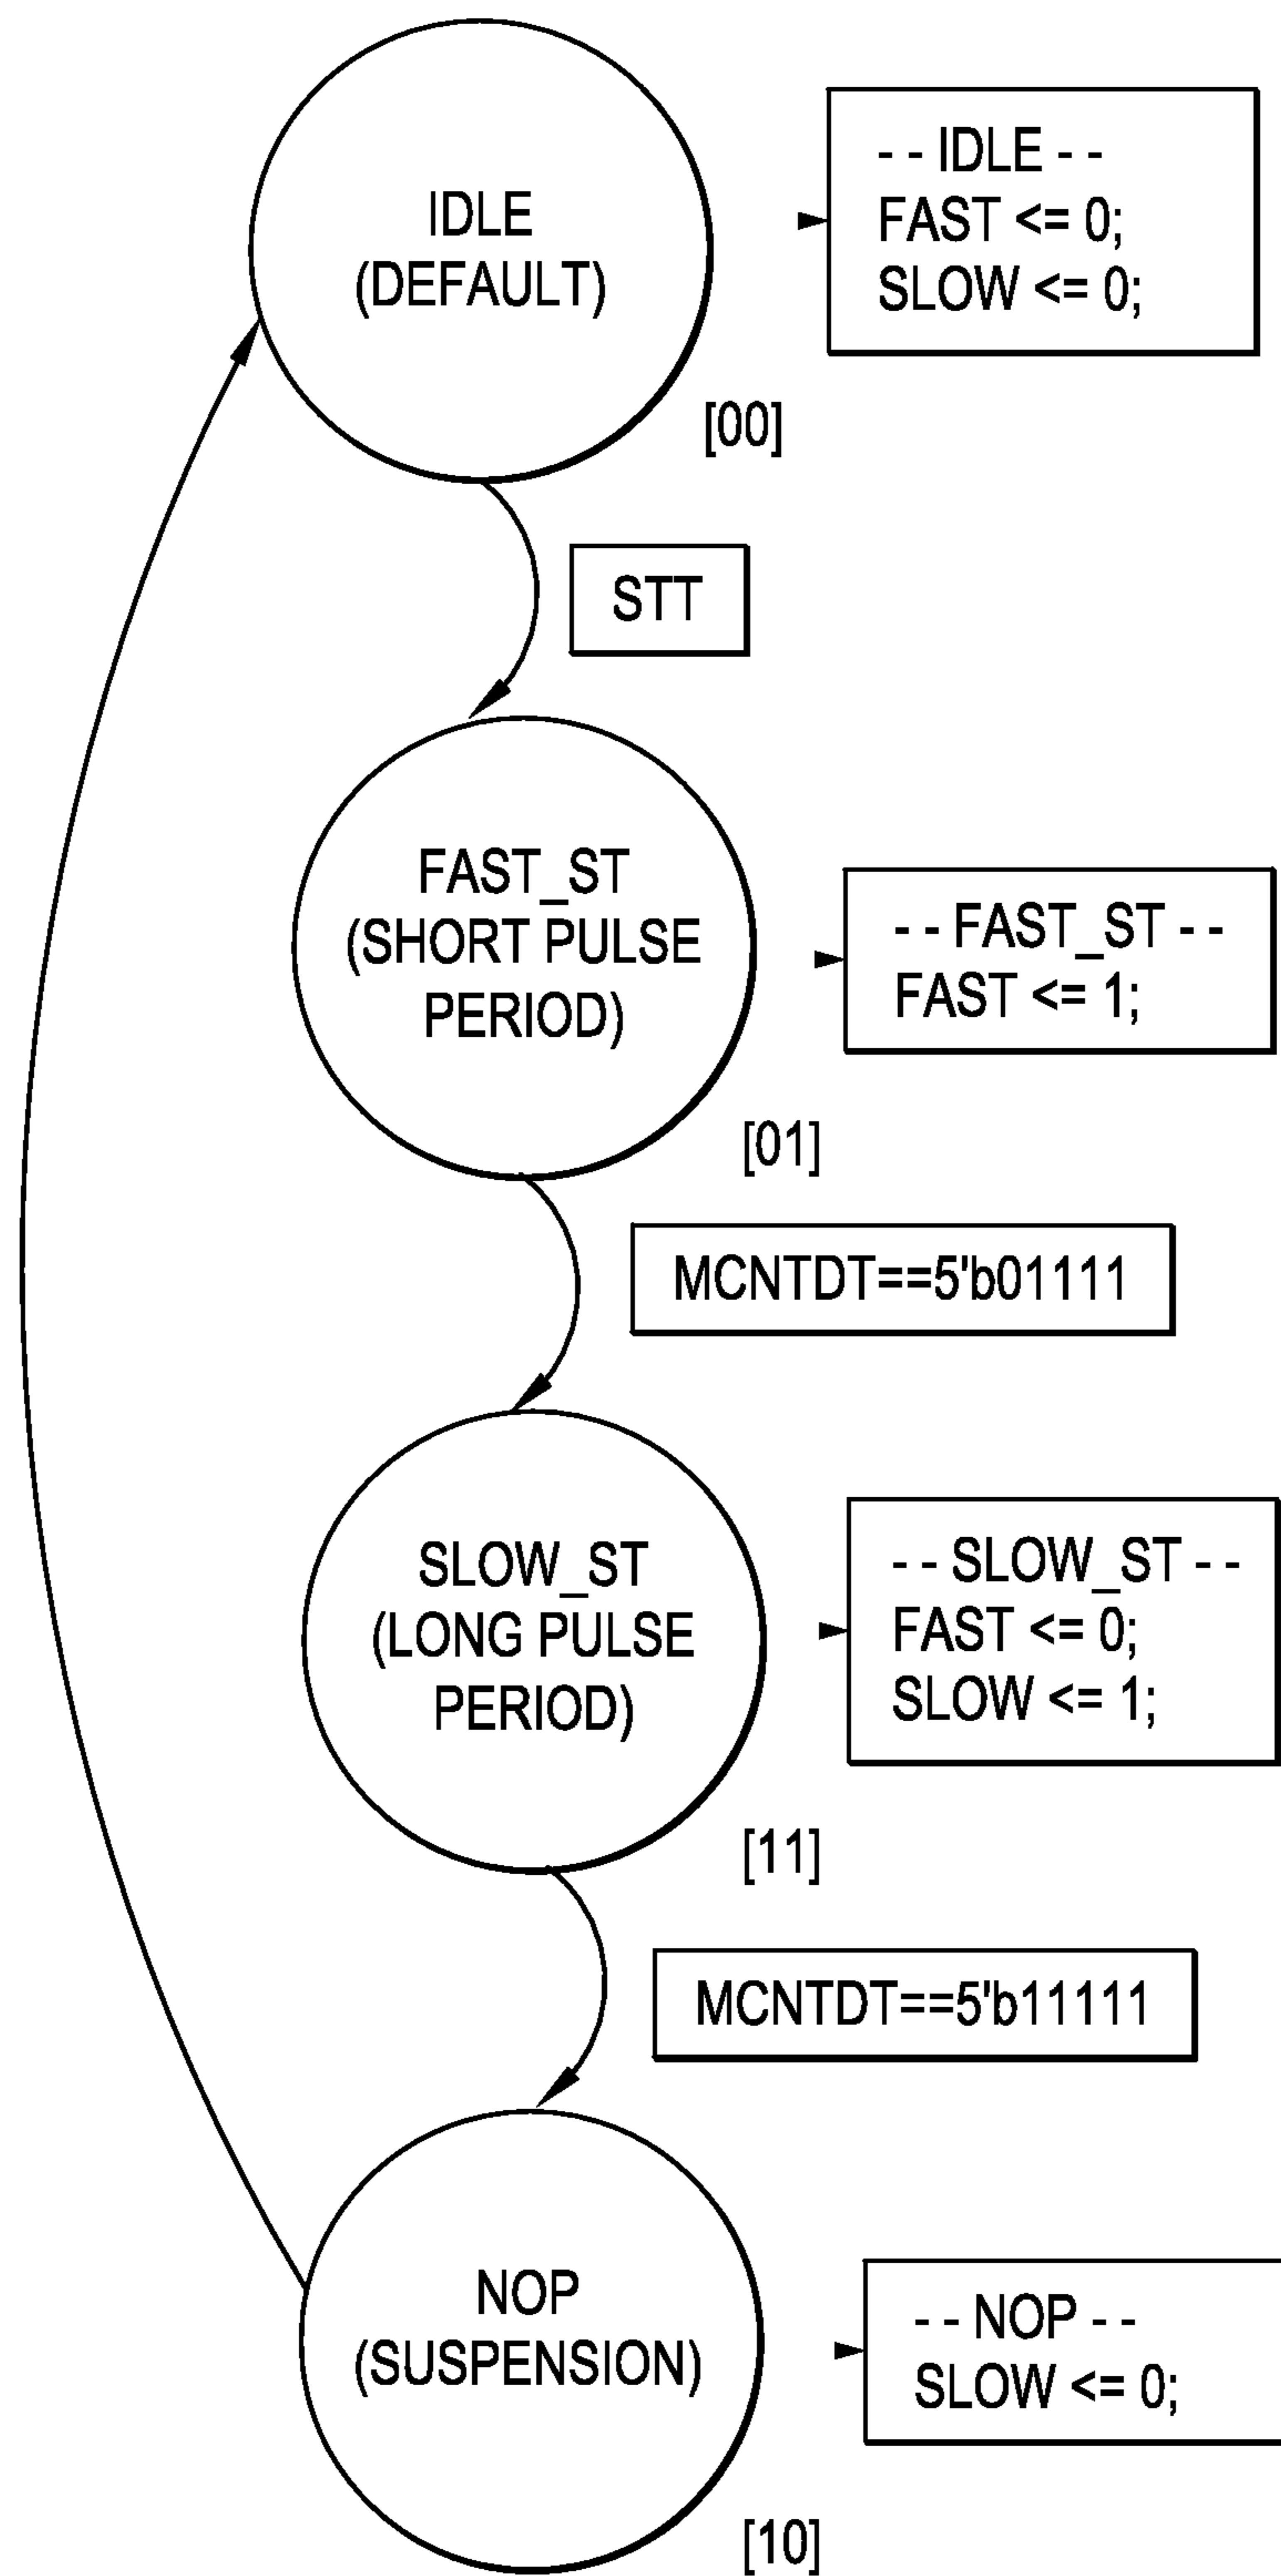 IDLE
(DEFAULT)
- - IDLE - -
FAST <= 0;
SLOW <= 0;
[00]
STT
FAST_ST
(SHORT PULSE
PERIOD)
- - FAST_ST - -
FAST <= 1;
[01]
MCNTDT==5'b01111
SLOW_ST
(LONG PULSE
PERIOD)
- - SLOW_ST - -
FAST <= 0;
SLOW <= 1;
[11]
MCNTDT==5'b11111
NOP
(SUSPENSION)
- - NOP - -
SLOW <= 0;
[10]